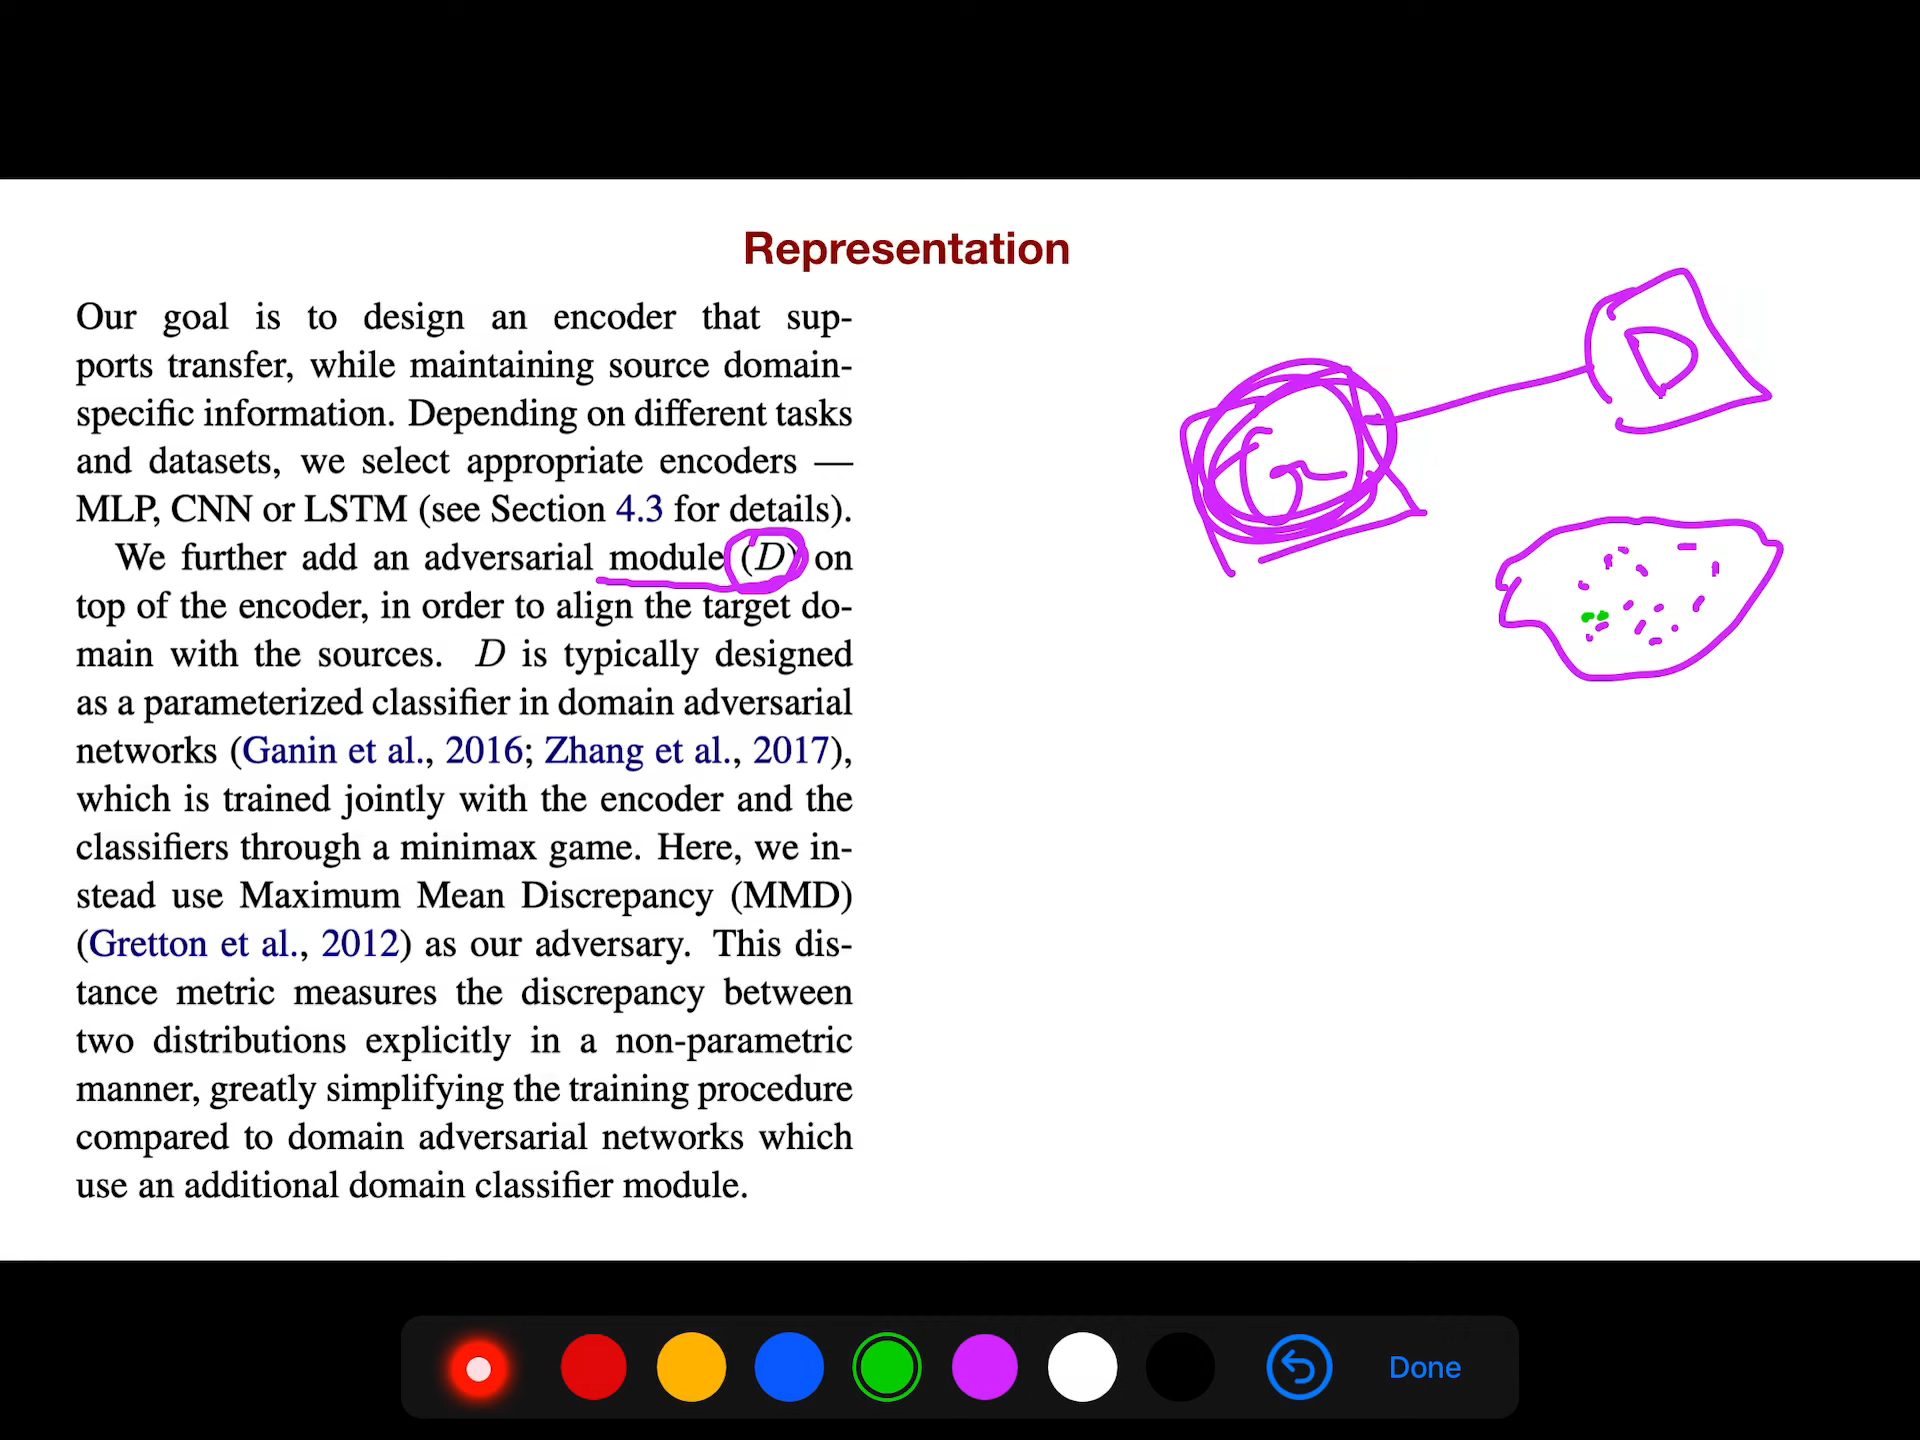 Representation
Our goal is to design an encoder that sup-
ports transfer, while maintaining source domain-
specific information. Depending on different tasks
and datasets, we select appropriate encoders —
MLP, CNN or LSTM (see Section 4.3 for details).
We further add an adversarial module (D) on
top of the encoder, in order to align the target do-
main with the sources. D is typically designed
as a parameterized classifier in domain adversarial
networks (Ganin et al., 2016; Zhang et al., 2017),
which is trained jointly with the encoder and the
classifiers through a minimax game. Here, we in-
stead use Maximum Mean Discrepancy (MMD)
(Gretton et al., 2012) as our adversary. This dis-
tance metric measures the discrepancy between
two distributions explicitly in a non-parametric
manner, greatly simplifying the training procedure
compared to domain adversarial networks which
use an additional domain classifier module.
G
D
Done